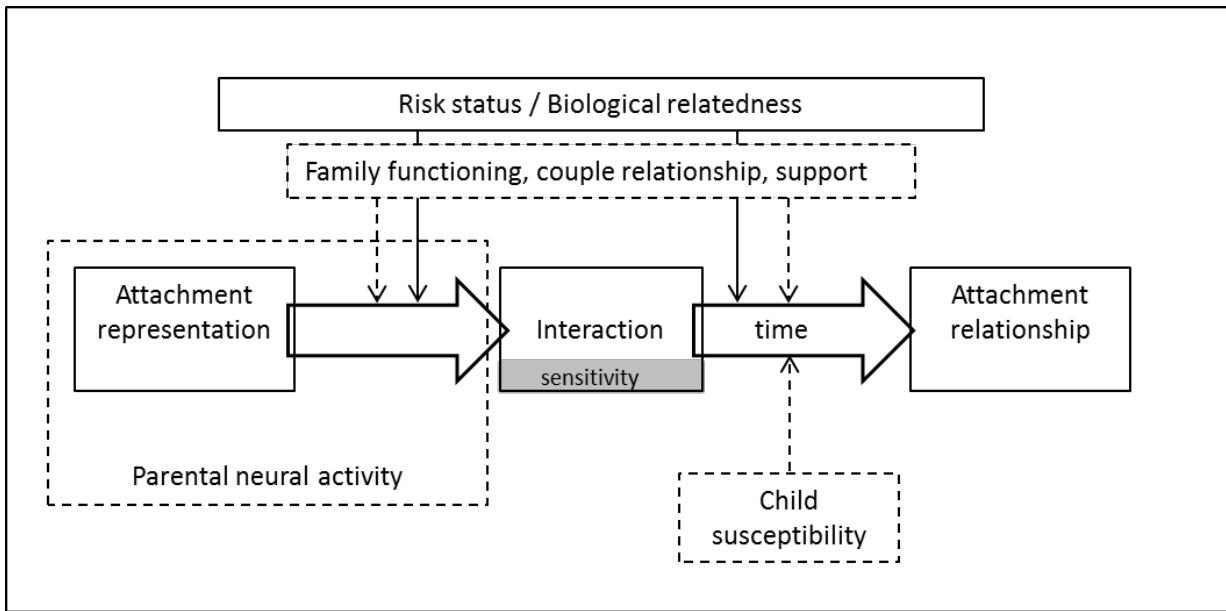 Risk status / Biological relatedness
Family functioning, couple relationship, support
Attachment
representation
Interaction
sensitivity
time
Attachment
relationship
Parental neural activity
Child
susceptibility